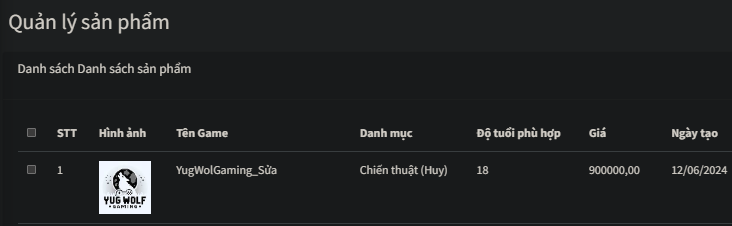 Quản lý sản phẩm
Danh sách Danh sách sản phẩm
STT Hình ảnh Tên Game Danh mục Độ tuổi phù hợp Giá Ngày tạo
1 YugWolGaming_Sửa Chiến thuật (Huy) 18 900000,00 12/06/2024
YUG WOLF
GAMING